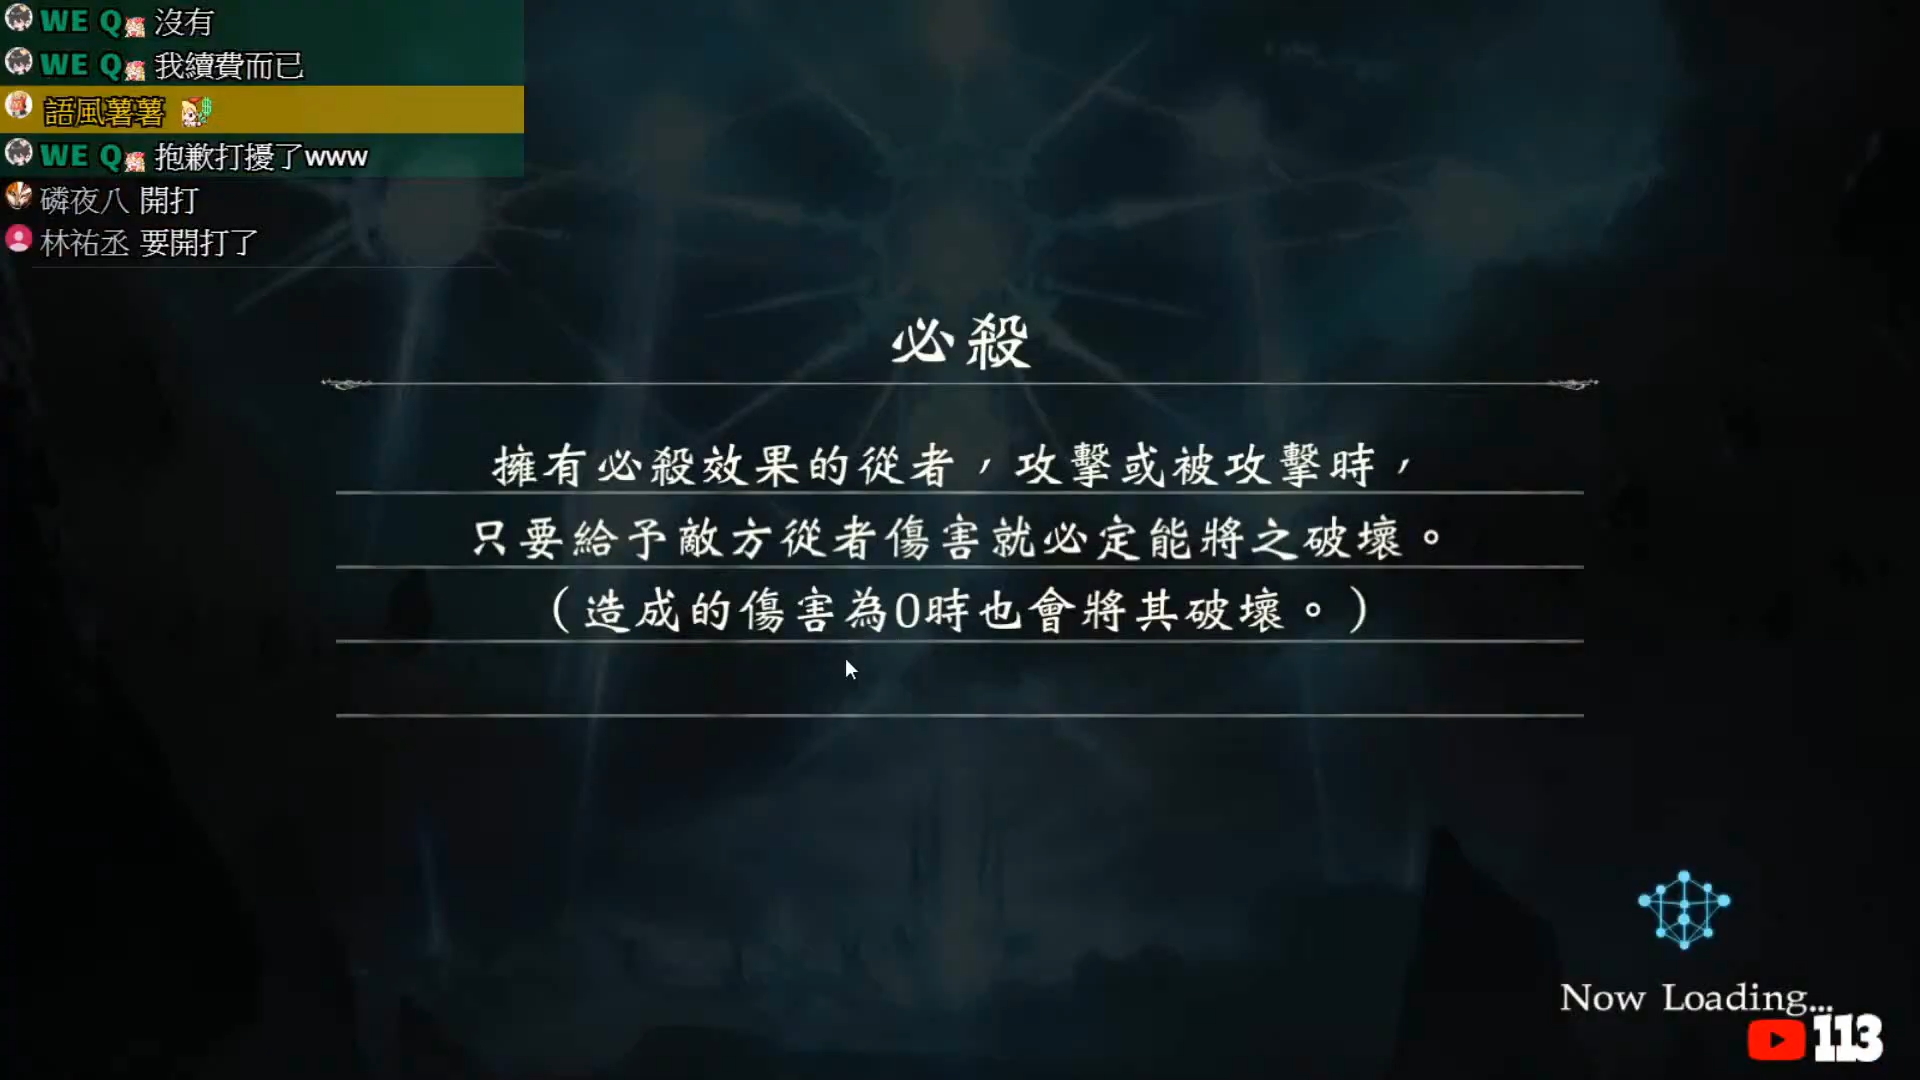 WE Q 沒有
WE Q 我續費而已
語風薯薯
WE Q 抱歉打擾了www
磷夜八 開打
林祐丞 要開打了
必殺
擁有必殺效果的從者，攻擊或被攻擊時，
只要給予敵方從者傷害就必定能將之破壞。
（造成的傷害為0時也會將其破壞。）
Now Loading...
113